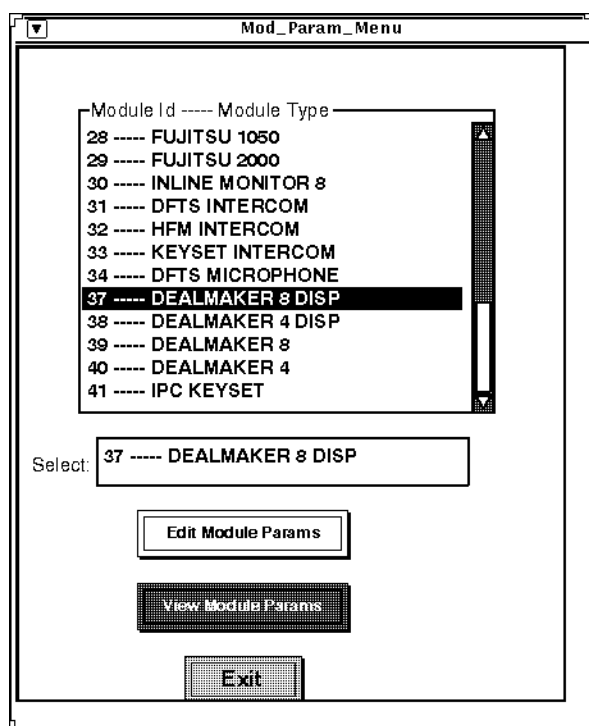 Mod_Param_Menu
Module Id ----- Module Type
28 ----- FUJITSU 1050
29 ----- FUJITSU 2000
30 ----- INLINE MONITOR 8
31 ----- DFTS INTERCOM
32 ----- HFM INTERCOM
33 ----- KEYSET INTERCOM
34 ----- DFTS MICROPHONE
37 ----- DEALMAKER 8 DISP
38 ----- DEALMAKER 4 DISP
39 ----- DEALMAKER 8
40 ----- DEALMAKER 4
41 ----- IPC KEYSET
Select: 37 ----- DEALMAKER 8 DISP
Edit Module Params
View Module Params
Exit